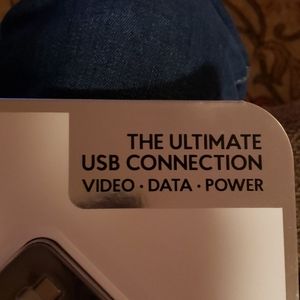 THE ULTIMATE
USB CONNECTION
VIDEO · DATA · POWER